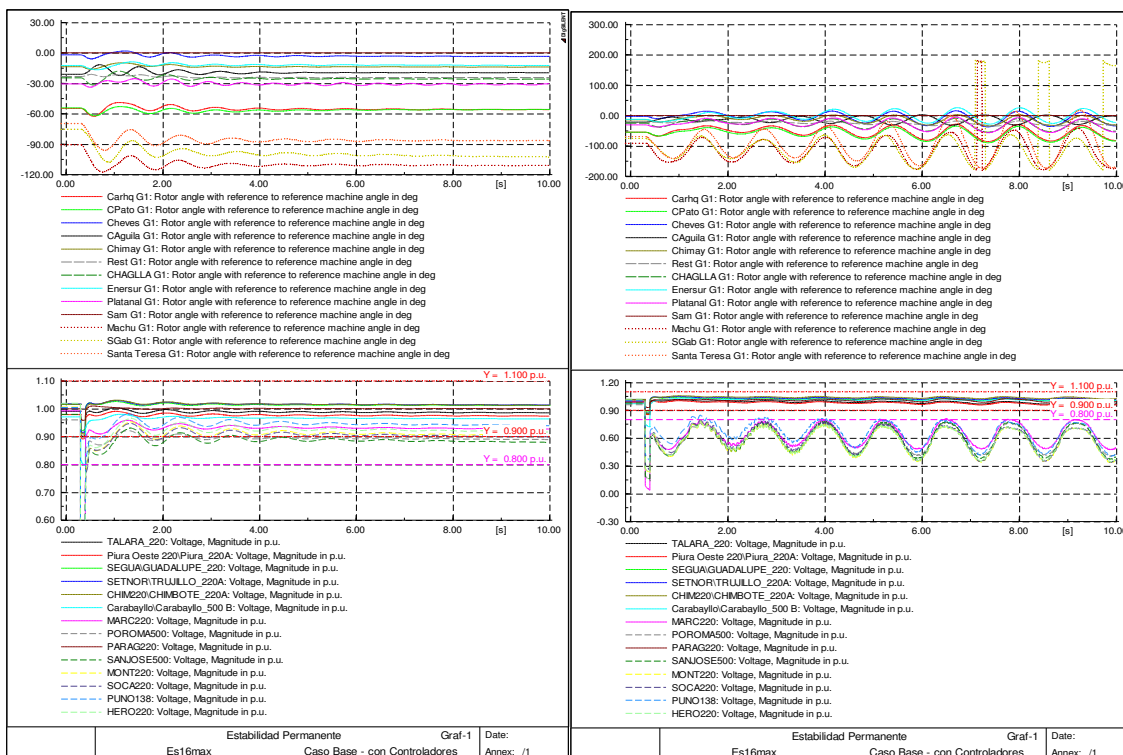 30.00
0.00
-30.00
-60.00
-90.00
-120.00
0.00 2.00 4.00 6.00 8.00 [s] 10.00
DIgSILENT
Carhq G1: Rotor angle with reference to reference machine angle in deg
CPato G1: Rotor angle with reference to reference machine angle in deg
Cheves G1: Rotor angle with reference to reference machine angle in deg
CAguila G1: Rotor angle with reference to reference machine angle in deg
Chimay G1: Rotor angle with reference to reference machine angle in deg
Rest G1: Rotor angle with reference to reference machine angle in deg
CHAGLLA G1: Rotor angle with reference to reference machine angle in deg
Enersur G1: Rotor angle with reference to reference machine angle in deg
Platanal G1: Rotor angle with reference to reference machine angle in deg
Sam G1: Rotor angle with reference to reference machine angle in deg
Machu G1: Rotor angle with reference to reference machine angle in deg
SGab G1: Rotor angle with reference to reference machine angle in deg
Santa Teresa G1: Rotor angle with reference to reference machine angle in deg
1.10
1.00
0.90
0.80
0.70
0.60
Y = 1.100 p.u.
Y = 0.900 p.u.
Y = 0.800 p.u.
0.00 2.00 4.00 6.00 8.00 [s] 10.00
TALARA_220: Voltage, Magnitude in p.u.
Piura Oeste 220\Piura_220A: Voltage, Magnitude in p.u.
SEGUA\GUADALUPE_220: Voltage, Magnitude in p.u.
SETNOR\TRUJILLO_220A: Voltage, Magnitude in p.u.
CHIM220\CHIMBOTE_220A: Voltage, Magnitude in p.u.
Carabayllo\Carabayllo_500 B: Voltage, Magnitude in p.u.
MARC220: Voltage, Magnitude in p.u.
POROMA500: Voltage, Magnitude in p.u.
PARAG220: Voltage, Magnitude in p.u.
SANJOSE500: Voltage, Magnitude in p.u.
MONT220: Voltage, Magnitude in p.u.
SOCA220: Voltage, Magnitude in p.u.
PUNO138: Voltage, Magnitude in p.u.
HERO220: Voltage, Magnitude in p.u.
Estabilidad Permanente Graf-1 Date:
Es16max Caso Base - con Controladores Annex: /1
300.00
200.00
100.00
0.00
-100.00
-200.00
0.00 2.00 4.00 6.00 8.00 [s] 10.00
Carhq G1: Rotor angle with reference to reference machine angle in deg
CPato G1: Rotor angle with reference to reference machine angle in deg
Cheves G1: Rotor angle with reference to reference machine angle in deg
CAguila G1: Rotor angle with reference to reference machine angle in deg
Chimay G1: Rotor angle with reference to reference machine angle in deg
Rest G1: Rotor angle with reference to reference machine angle in deg
CHAGLLA G1: Rotor angle with reference to reference machine angle in deg
Enersur G1: Rotor angle with reference to reference machine angle in deg
Platanal G1: Rotor angle with reference to reference machine angle in deg
Sam G1: Rotor angle with reference to reference machine angle in deg
Machu G1: Rotor angle with reference to reference machine angle in deg
SGab G1: Rotor angle with reference to reference machine angle in deg
Santa Teresa G1: Rotor angle with reference to reference machine angle in deg
1.20
0.90
0.60
0.30
0.00
-0.30
Y = 1.100 p.u.
Y = 0.900 p.u.
Y = 0.800 p.u.
0.00 2.00 4.00 6.00 8.00 [s] 10.00
TALARA_220: Voltage, Magnitude in p.u.
Piura Oeste 220\Piura_220A: Voltage, Magnitude in p.u.
SEGUA\GUADALUPE_220: Voltage, Magnitude in p.u.
SETNOR\TRUJILLO_220A: Voltage, Magnitude in p.u.
CHIM220\CHIMBOTE_220A: Voltage, Magnitude in p.u.
Carabayllo\Carabayllo_500 B: Voltage, Magnitude in p.u.
MARC220: Voltage, Magnitude in p.u.
POROMA500: Voltage, Magnitude in p.u.
PARAG220: Voltage, Magnitude in p.u.
SANJOSE500: Voltage, Magnitude in p.u.
MONT220: Voltage, Magnitude in p.u.
SOCA220: Voltage, Magnitude in p.u.
PUNO138: Voltage, Magnitude in p.u.
HERO220: Voltage, Magnitude in p.u.
Estabilidad Permanente Graf-1 Date:
Es16max Caso Base - con Controladores Annex: /1